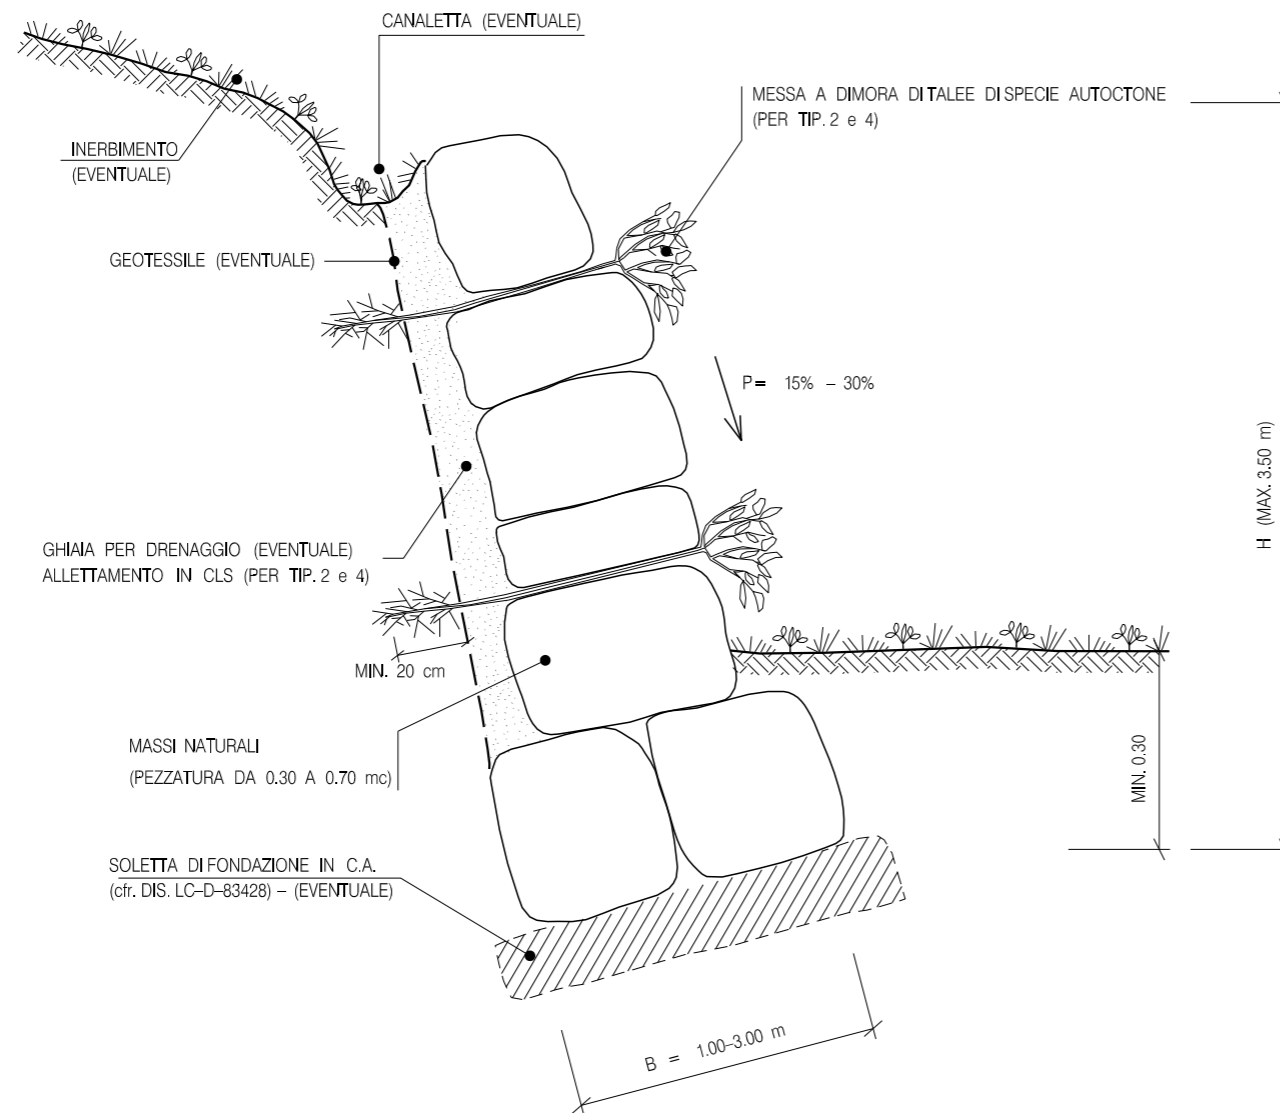 CANALETTA (EVENTUALE)
MESSA A DIMORA DI TALEE DI SPECIE AUTOCTONE
(PER TIP. 2 e 4)
INERBIMENTO
(EVENTUALE)
GEOTESSILE (EVENTUALE)
P= 15% - 30%
H (MAX. 3.50 m)
GHIAIA PER DRENAGGIO (EVENTUALE)
ALLETTAMENTO IN CLS (PER TIP. 2 e 4)
MIN. 20 cm
MASSI NATURALI
(PEZZATURA DA 0.30 A 0.70 mc)
MIN. 0.30
SOLETTA DI FONDAZIONE IN C.A.
(cfr. DIS. LC-D-83428) - (EVENTUALE)
B = 1.00-3.00 m